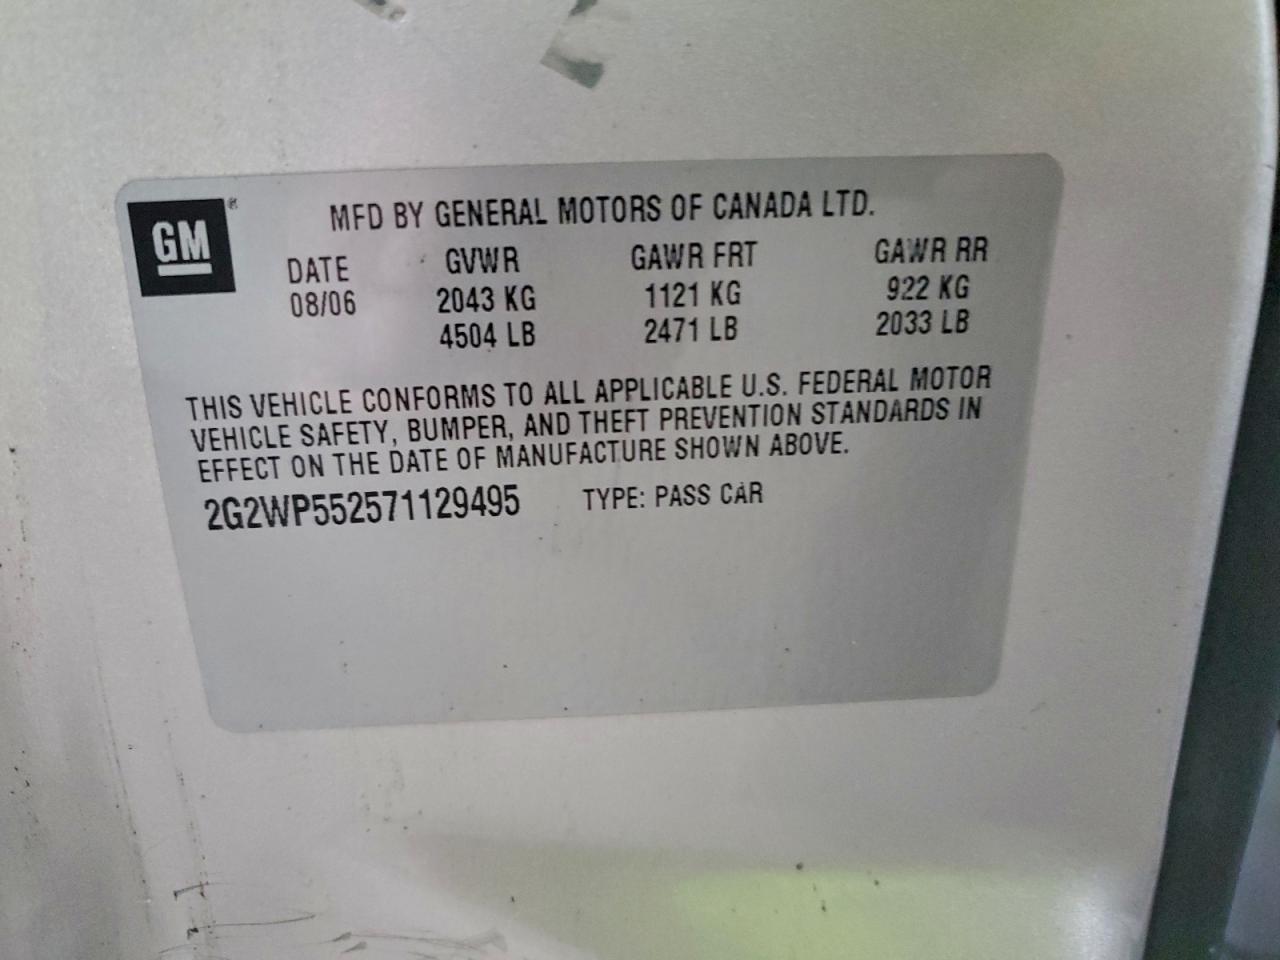 GM ®
MFD BY GENERAL MOTORS OF CANADA LTD.
DATE GVWR GAWR FRT GAWR RR
08/06 2043 KG 1121 KG 922 KG
4504 LB 2471 LB 2033 LB
THIS VEHICLE CONFORMS TO ALL APPLICABLE U.S. FEDERAL MOTOR
VEHICLE SAFETY, BUMPER, AND THEFT PREVENTION STANDARDS IN
EFFECT ON THE DATE OF MANUFACTURE SHOWN ABOVE.
2G2WP552571129495 TYPE: PASS CAR